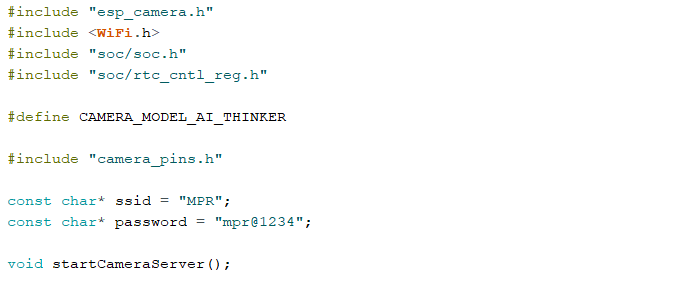 #include "esp_camera.h"
#include <WiFi.h>
#include "soc/soc.h"
#include "soc/rtc_cntl_reg.h"
#define CAMERA_MODEL_AI_THINKER
#include "camera_pins.h"
const char* ssid = "MPR";
const char* password = "mpr@1234";
void startCameraServer();